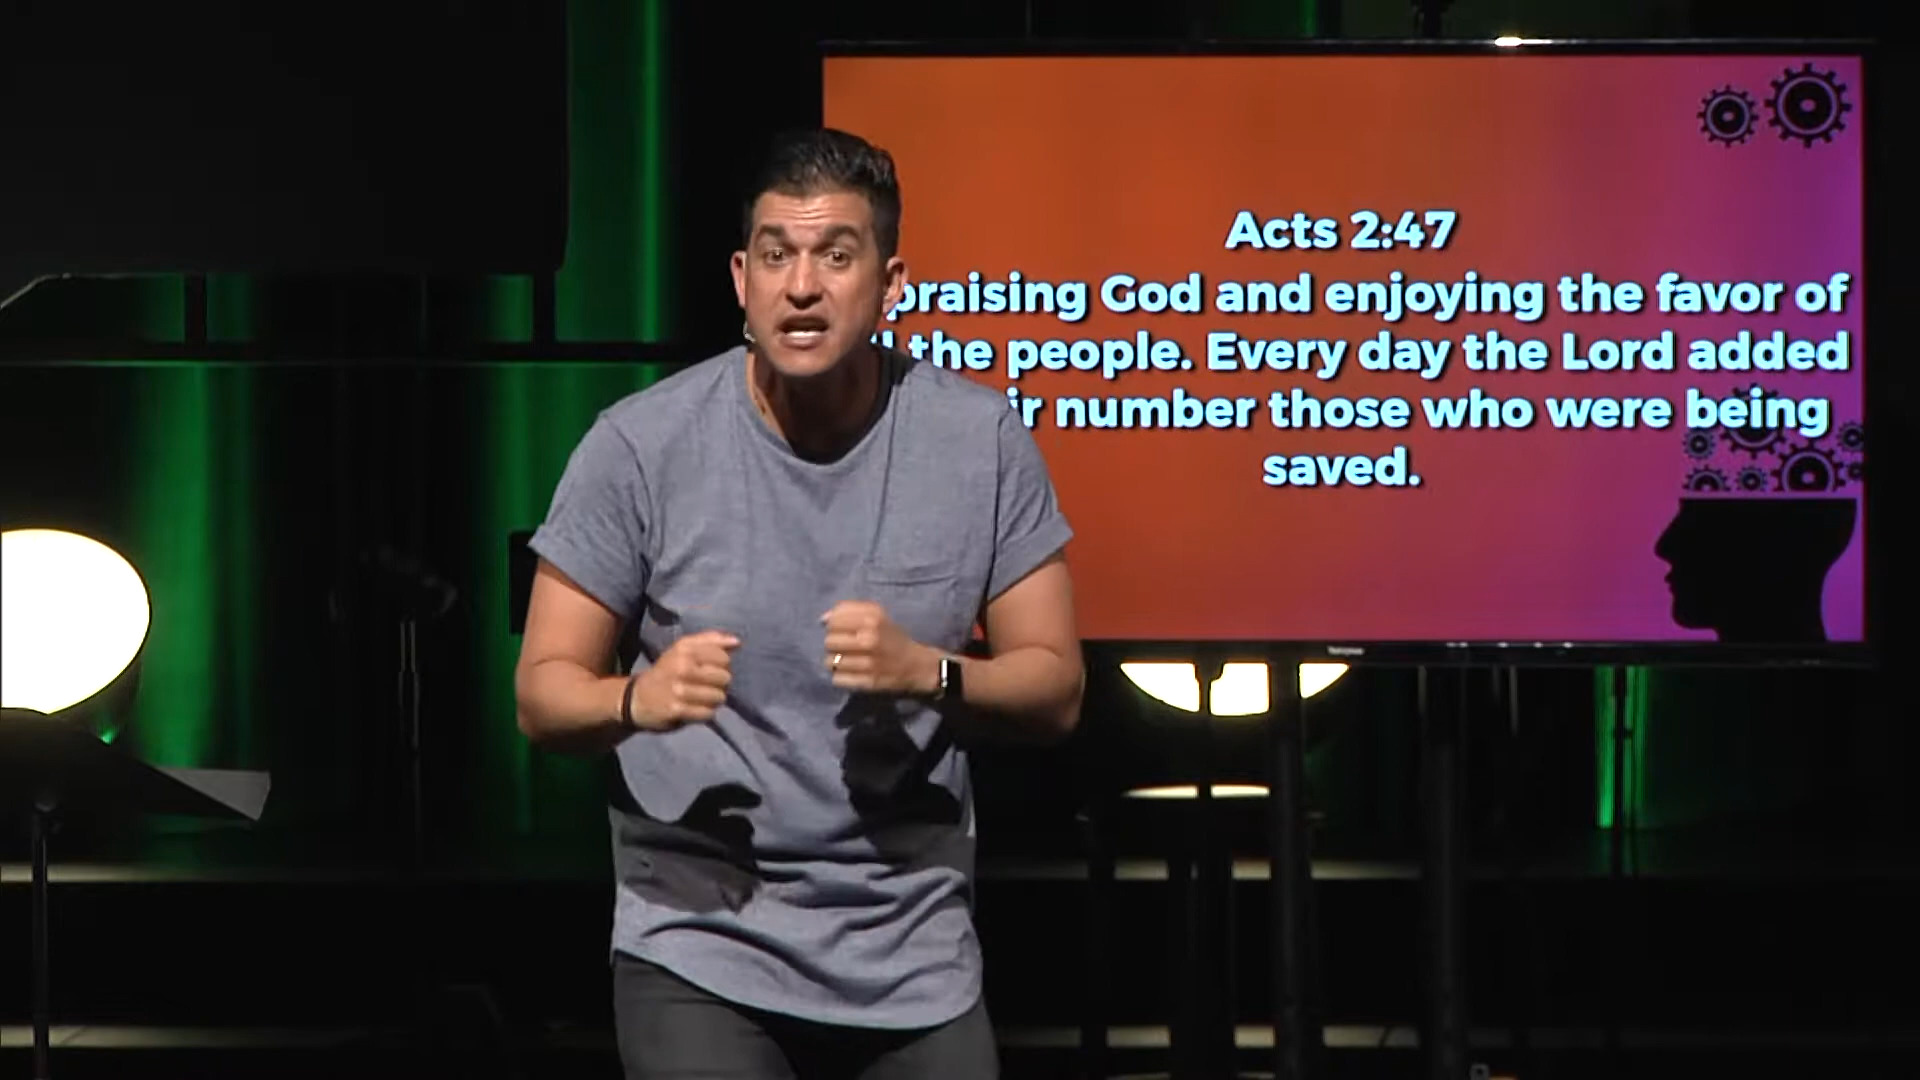 Acts 2:47
praising God and enjoying the favor of
the people. Every day the Lord added
number those who were being
saved.